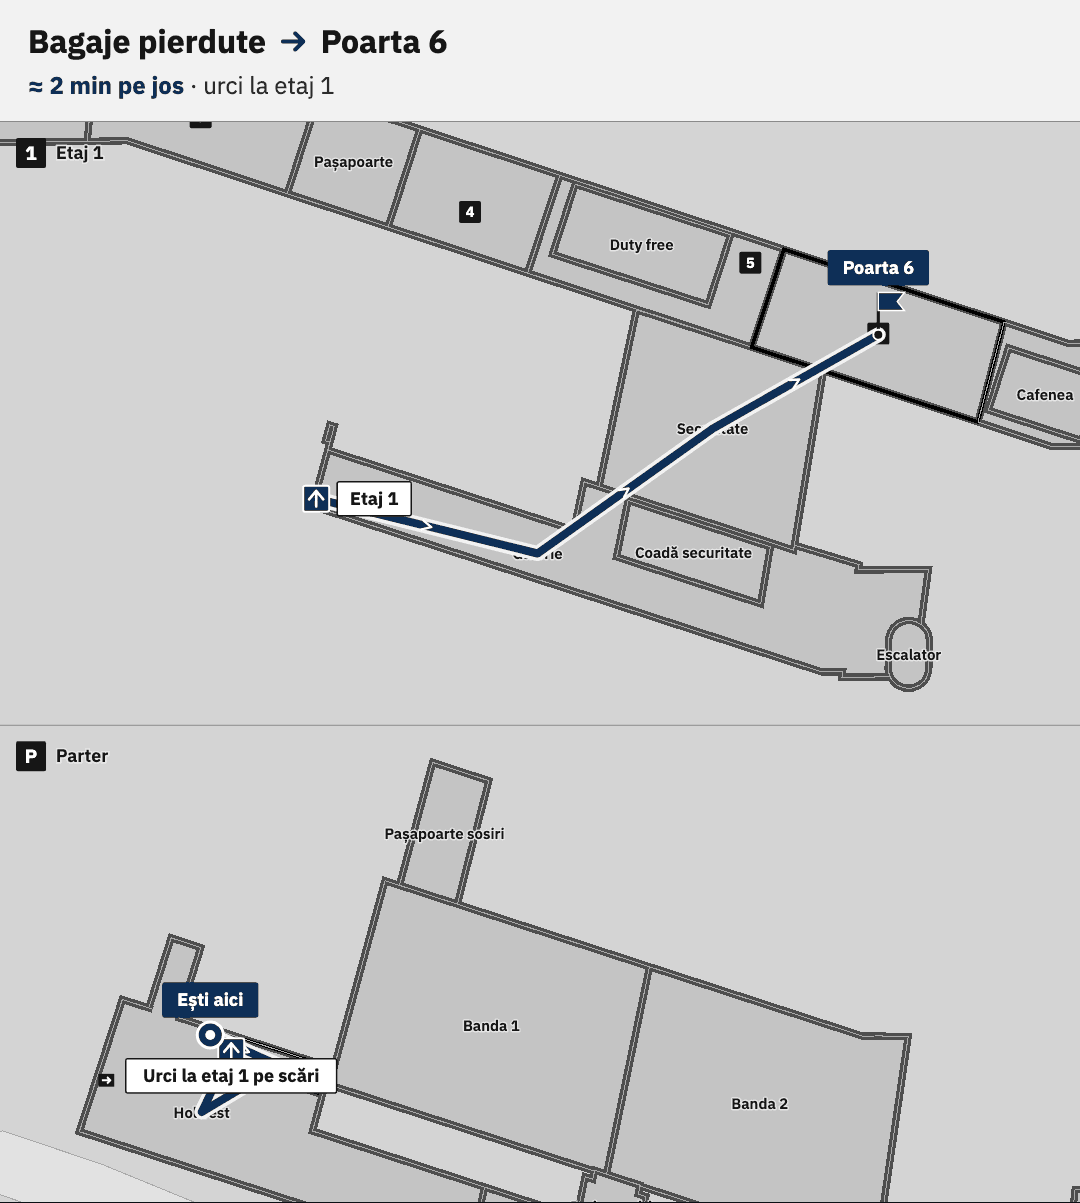 Bagaje pierdute → Poarta 6
≈ 2 min pe jos · urci la etaj 1
1 Etaj 1
Pașapoarte
4
Duty free
5
Poarta 6
Cafenea
Etaj 1
Coadă securitate
Escalator
P Parter
Pașapoarte sosiri
Ești aici
Banda 1
Urci la etaj 1 pe scări
Banda 2